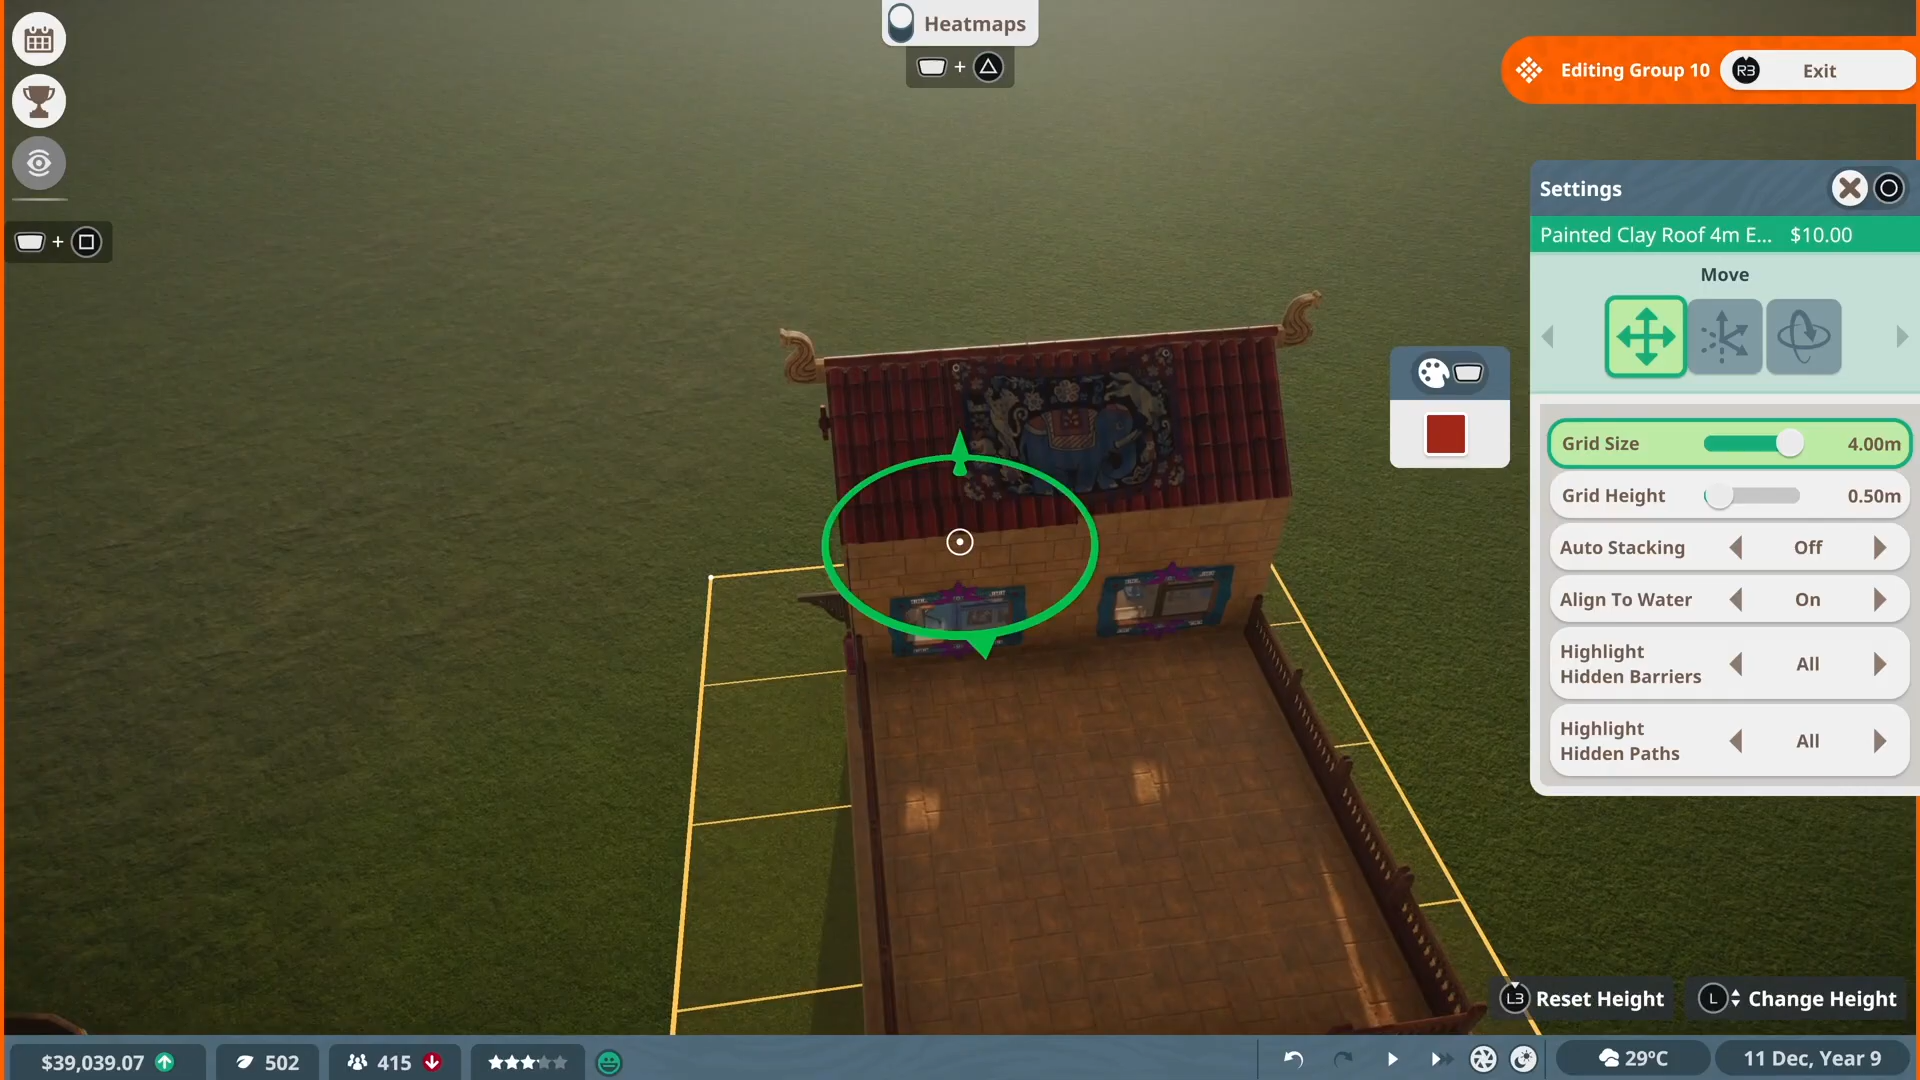 Heatmaps
+
Editing Group 10
R3 Exit
+
Settings
Painted Clay Roof 4m E... $10.00
Move
Grid Size 4.00m
Grid Height 0.50m
Auto Stacking Off
Align To Water On
Highlight
Hidden Barriers All
Highlight
Hidden Paths All
L3 Reset Height L Change Height
$39,039.07 502 415 29°C 11 Dec, Year 9